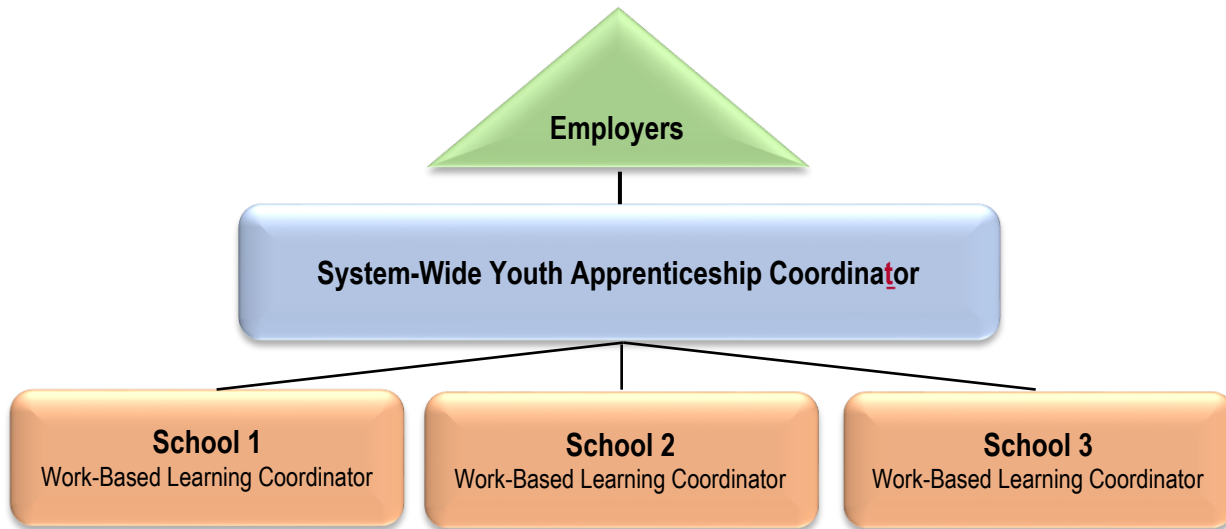 Employers
System-Wide Youth Apprenticeship Coordinator
School 1
Work-Based Learning Coordinator
School 2
Work-Based Learning Coordinator
School 3
Work-Based Learning Coordinator